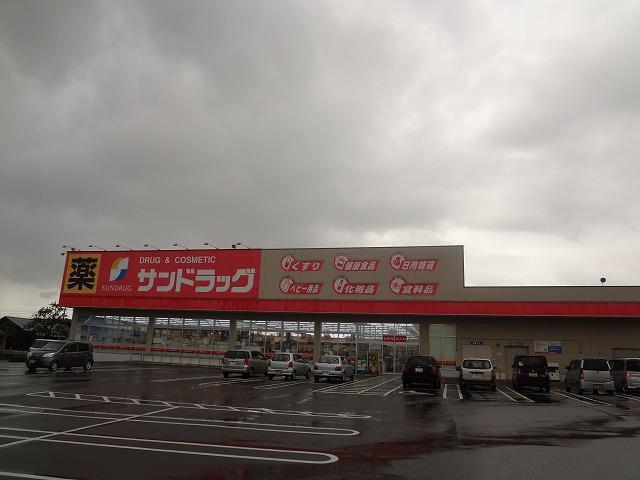 薬
SUNDRUG
DRUG & COSMETIC
サンドラッグ
くすり
健康食品
日用雑貨
ベビー用品
化粧品
食料品